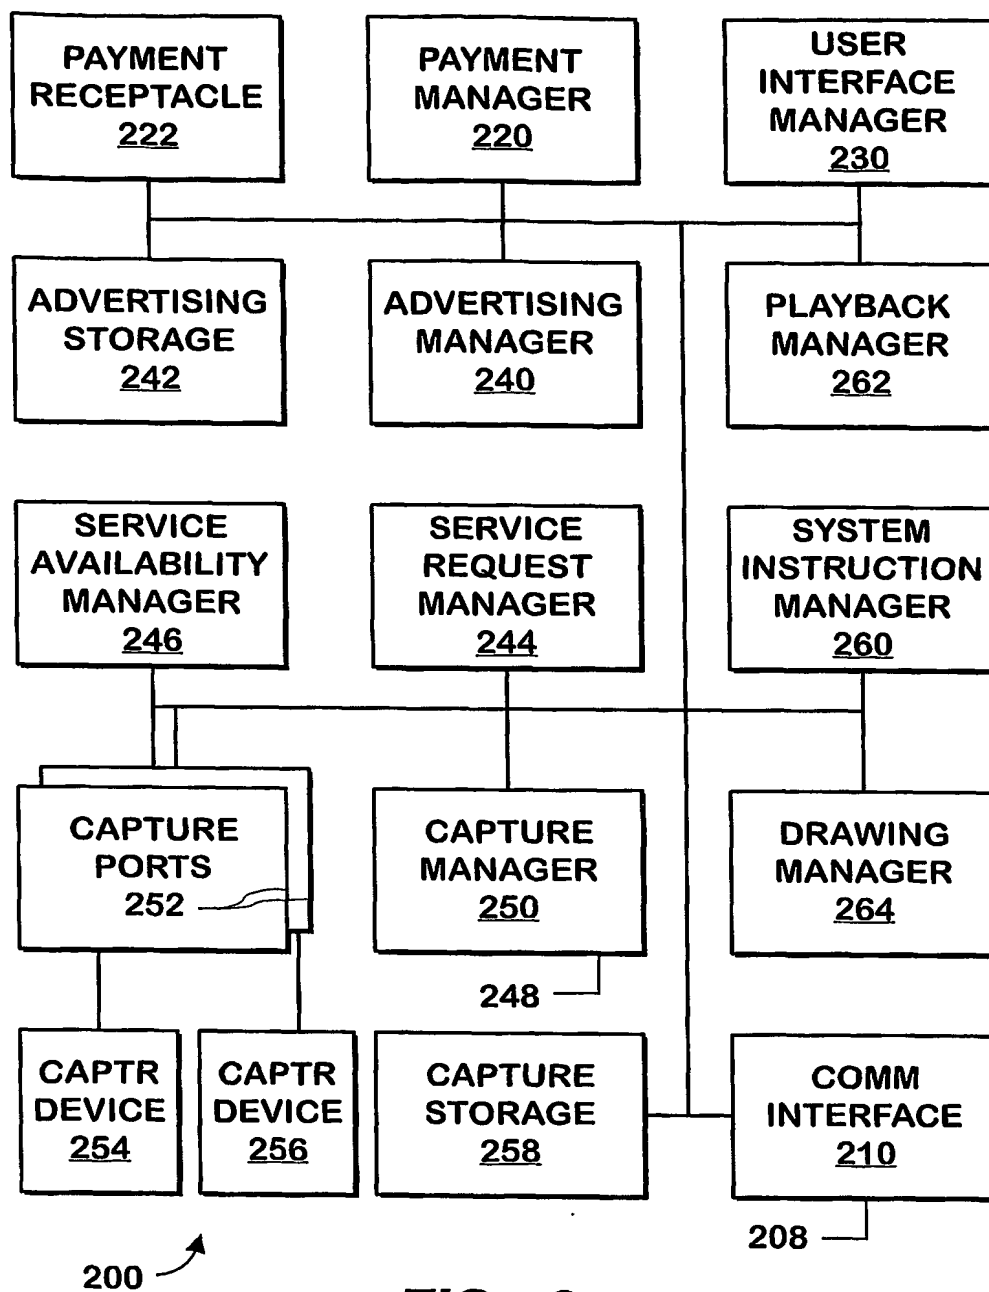 PAYMENT
RECEPTACLE
222
PAYMENT
MANAGER
220
USER
INTERFACE
MANAGER
230
ADVERTISING
STORAGE
242
ADVERTISING
MANAGER
240
PLAYBACK
MANAGER
262
SERVICE
AVAILABILITY
MANAGER
246
SERVICE
REQUEST
MANAGER
244
SYSTEM
INSTRUCTION
MANAGER
260
CAPTURE
PORTS
252
CAPTURE
MANAGER
250
DRAWING
MANAGER
264
248
CAPTR
DEVICE
254
CAPTR
DEVICE
256
CAPTURE
STORAGE
258
COMM
INTERFACE
210
208
200